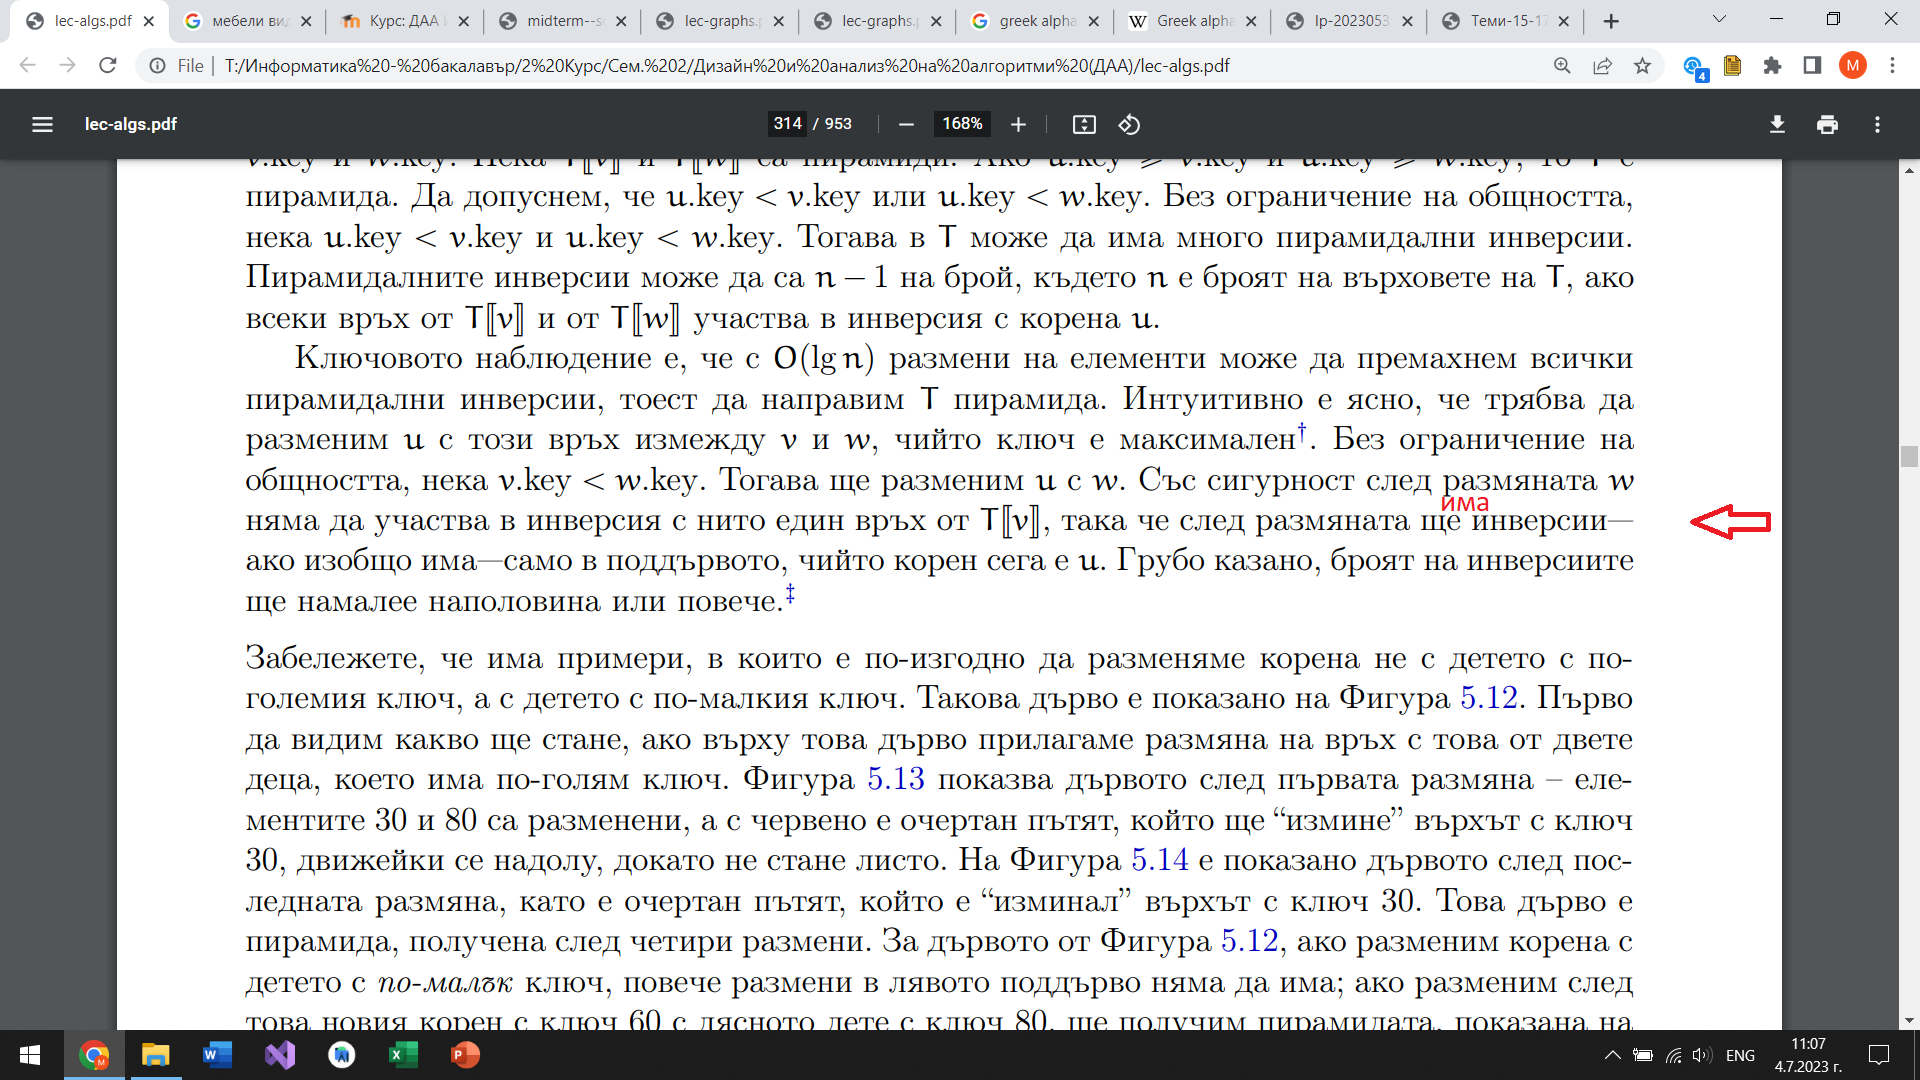 lec-algs.pdf
мебели ви
Курс: ДАА
midterm--s
lec-graphs.p
lec-graphs.p
greek alpha
Greek alpha
lp-2023053
Теми-15-17
File
T:/Информатика%20-%20бакалавър/2%20Курс/Сем.%202/Дизайн%20и%20анализ%20на%20алгоритми%20(ДАА)/lec-algs.pdf
4
M
lec-algs.pdf
314 / 953
168%
v.key и w.key. Нека T⟦v⟧ и T⟦w⟧ са пирамиди. Ако u.key ⩾ v.key и u.key ⩾ w.key, то T е
пирамида. Да допуснем, че u.key < v.key или u.key < w.key. Без ограничение на общността,
нека u.key < v.key и u.key < w.key. Тогава в T може да има много пирамидални инверсии.
Пирамидалните инверсии може да са n − 1 на брой, където n е броят на върховете на T, ако
всеки връх от T⟦v⟧ и от T⟦w⟧ участва в инверсия с корена u.
Ключовото наблюдение е, че с O(lg n) размени на елементи може да премахнем всички
пирамидални инверсии, тоест да направим T пирамида. Интуитивно е ясно, че трябва да
разменим u с този връх измежду v и w, чийто ключ е максимален†. Без ограничение на
общността, нека v.key < w.key. Тогава ще разменим u с w. Със сигурност след размяната w
има
няма да участва в инверсия с нито един връх от T⟦v⟧, така че след размяната ще инверсии—
ако изобщо има—само в поддървото, чийто корен сега е u. Грубо казано, броят на инверсиите
ще намалее наполовина или повече.‡
Забележете, че има примери, в които е по-изгодно да разменяме корена не с детето с по-
големия ключ, а с детето с по-малкия ключ. Такова дърво е показано на Фигура 5.12. Първо
да видим какво ще стане, ако върху това дърво прилагаме размяна на връх с това от двете
деца, което има по-голям ключ. Фигура 5.13 показва дървото след първата размяна – еле-
ментите 30 и 80 са разменени, а с червено е очертан пътят, който ще “измине” върхът с ключ
30, движейки се надолу, докато не стане листо. На Фигура 5.14 е показано дървото след пос-
ледната размяна, като е очертан пътят, който е “изминал” върхът с ключ 30. Това дърво е
пирамида, получена след четири размени. За дървото от Фигура 5.12, ако разменим корена с
детето с по-малък ключ, повече размени в лявото поддърво няма да има; ако разменим след
това новия корен с ключ 60 с дясното дете с ключ 80, ще получим пирамидата, показана на
ENG
11:07
4.7.2023 г.